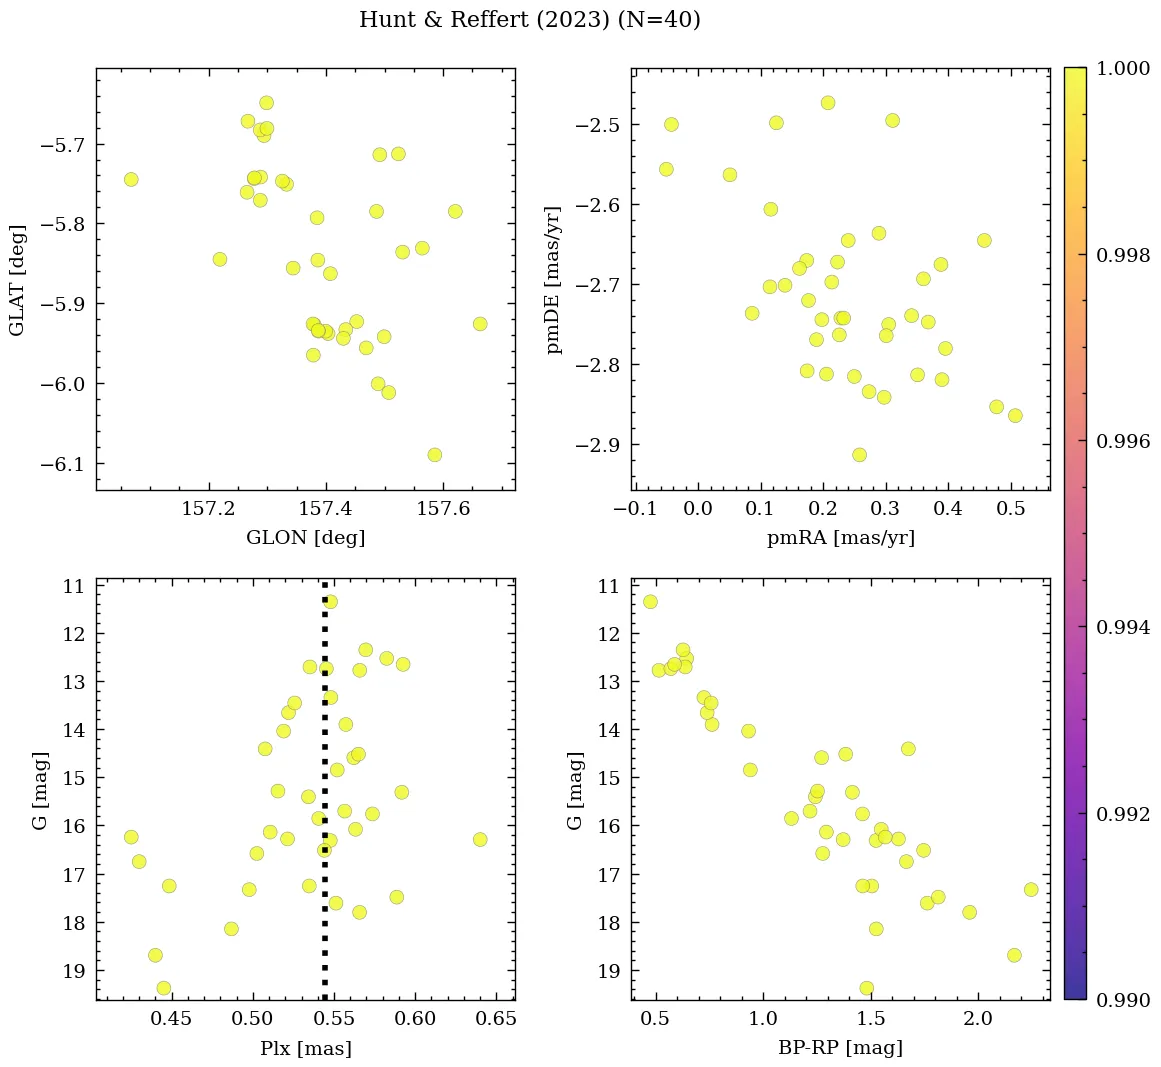 Hunt & Reffert (2023) (N=40)
−5.7
−5.8
−5.9
−6.0
−6.1
GLAT [deg]
157.2 157.4 157.6
GLON [deg]
−2.5
−2.6
−2.7
−2.8
−2.9
pmDE [mas/yr]
−0.1 0.0 0.1 0.2 0.3 0.4 0.5
pmRA [mas/yr]
11
12
13
14
15
16
17
18
19
G [mag]
0.45 0.50 0.55 0.60 0.65
Plx [mas]
11
12
13
14
15
16
17
18
19
G [mag]
0.5 1.0 1.5 2.0
BP-RP [mag]
1.000
0.998
0.996
0.994
0.992
0.990